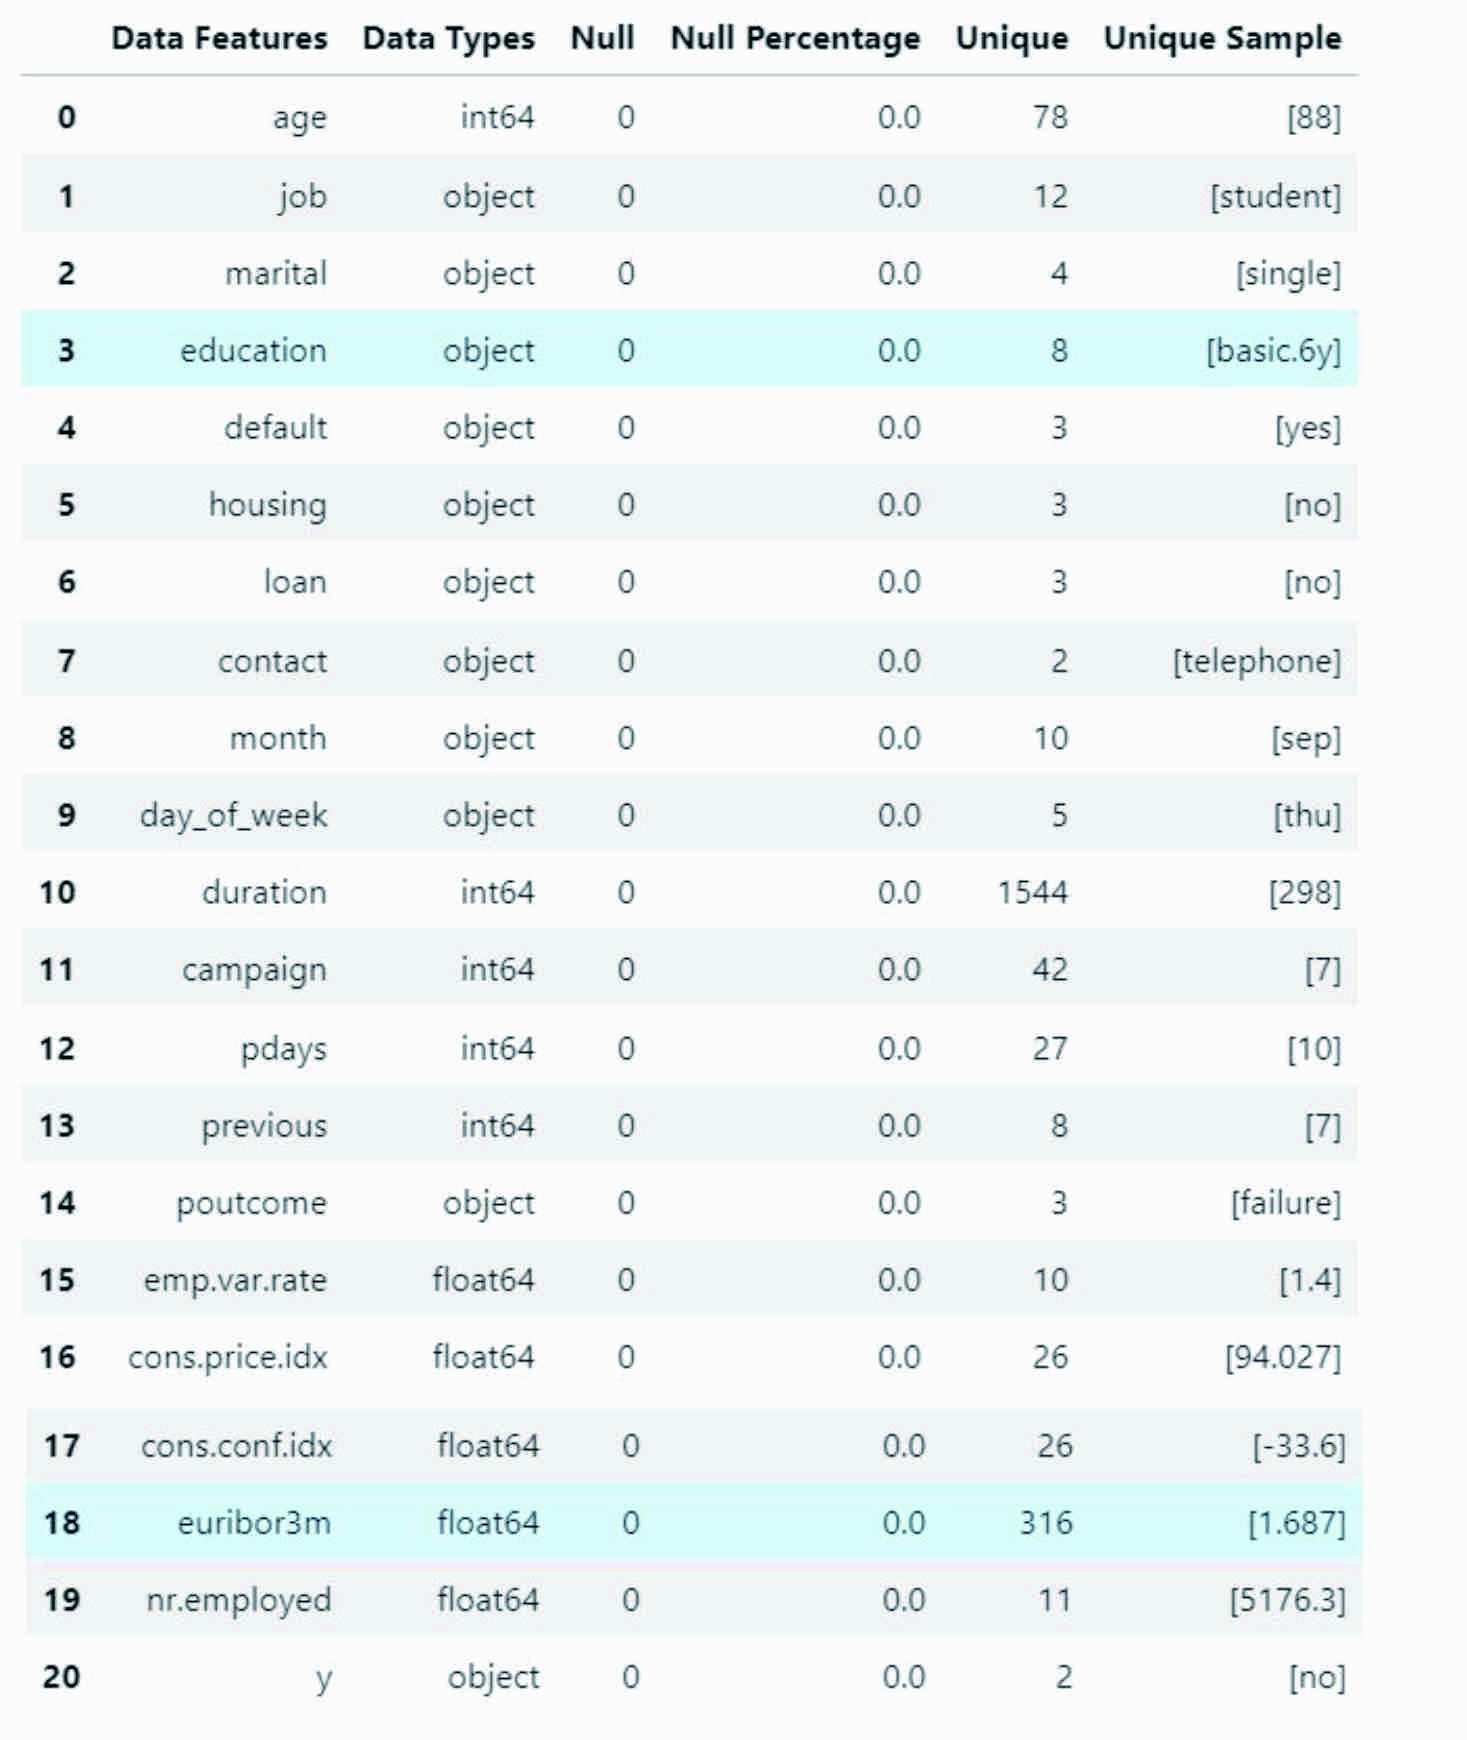 Data Features Data Types Null Null Percentage Unique Unique Sample
0 age int64 0 0.0 78 [88]
1 job object 0 0.0 12 [student]
2 marital object 0 0.0 4 [single]
3 education object 0 0.0 8 [basic.6y]
4 default object 0 0.0 3 [yes]
5 housing object 0 0.0 3 [no]
6 loan object 0 0.0 3 [no]
7 contact object 0 0.0 2 [telephone]
8 month object 0 0.0 10 [sep]
9 day_of_week object 0 0.0 5 [thu]
10 duration int64 0 0.0 1544 [298]
11 campaign int64 0 0.0 42 [7]
12 pdays int64 0 0.0 27 [10]
13 previous int64 0 0.0 8 [7]
14 poutcome object 0 0.0 3 [failure]
15 emp.var.rate float64 0 0.0 10 [1.4]
16 cons.price.idx float64 0 0.0 26 [94.027]
17 cons.conf.idx float64 0 0.0 26 [-33.6]
18 euribor3m float64 0 0.0 316 [1.687]
19 nr.employed float64 0 0.0 11 [5176.3]
20 y object 0 0.0 2 [no]